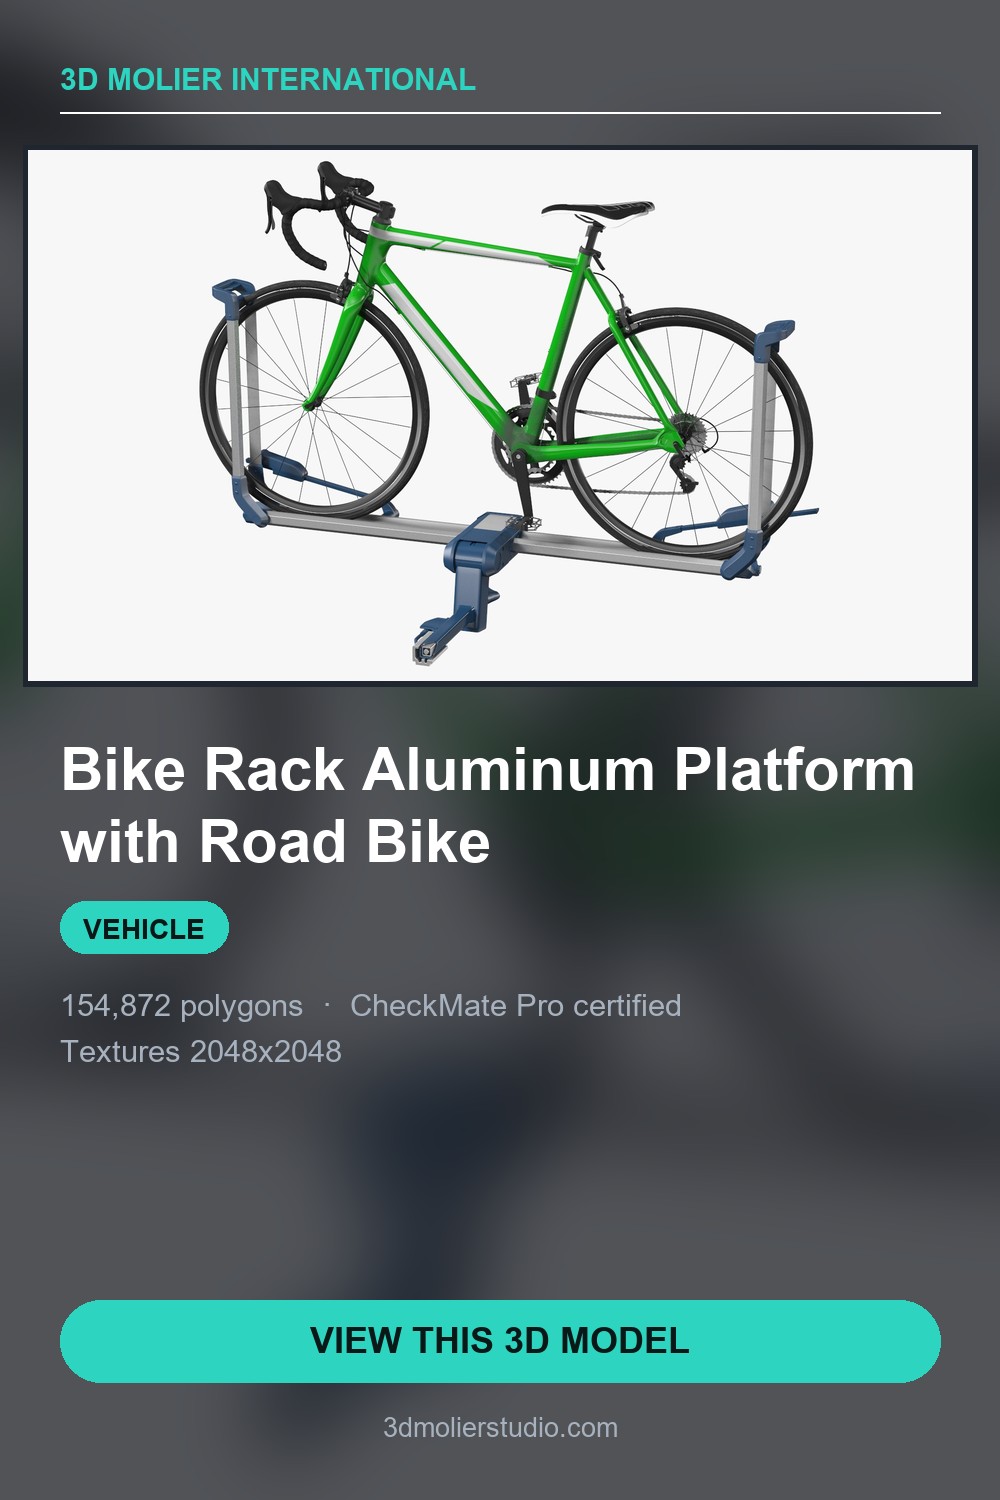 3D MOLIER INTERNATIONAL
Bike Rack Aluminum Platform
with Road Bike
VEHICLE
154,872 polygons · CheckMate Pro certified
Textures 2048x2048
VIEW THIS 3D MODEL
3dmolierstudio.com